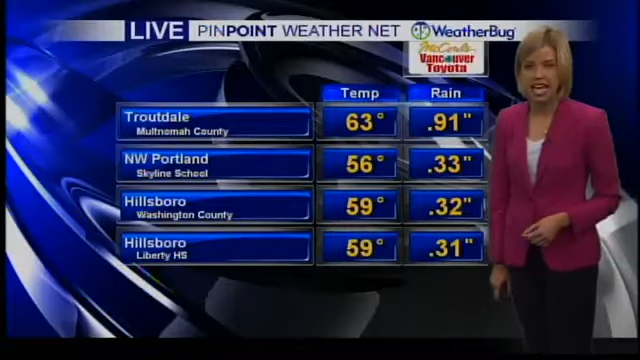 LIVE PINPOINT WEATHER NET WeatherBug
McCord's
Vancouver
Toyota
Temp Rain
Troutdale
Multnomah County
63° .91"
NW Portland
Skyline School
56° .33"
Hillsboro
Washington County
59° .32"
Hillsboro
Liberty HS
59° .31"